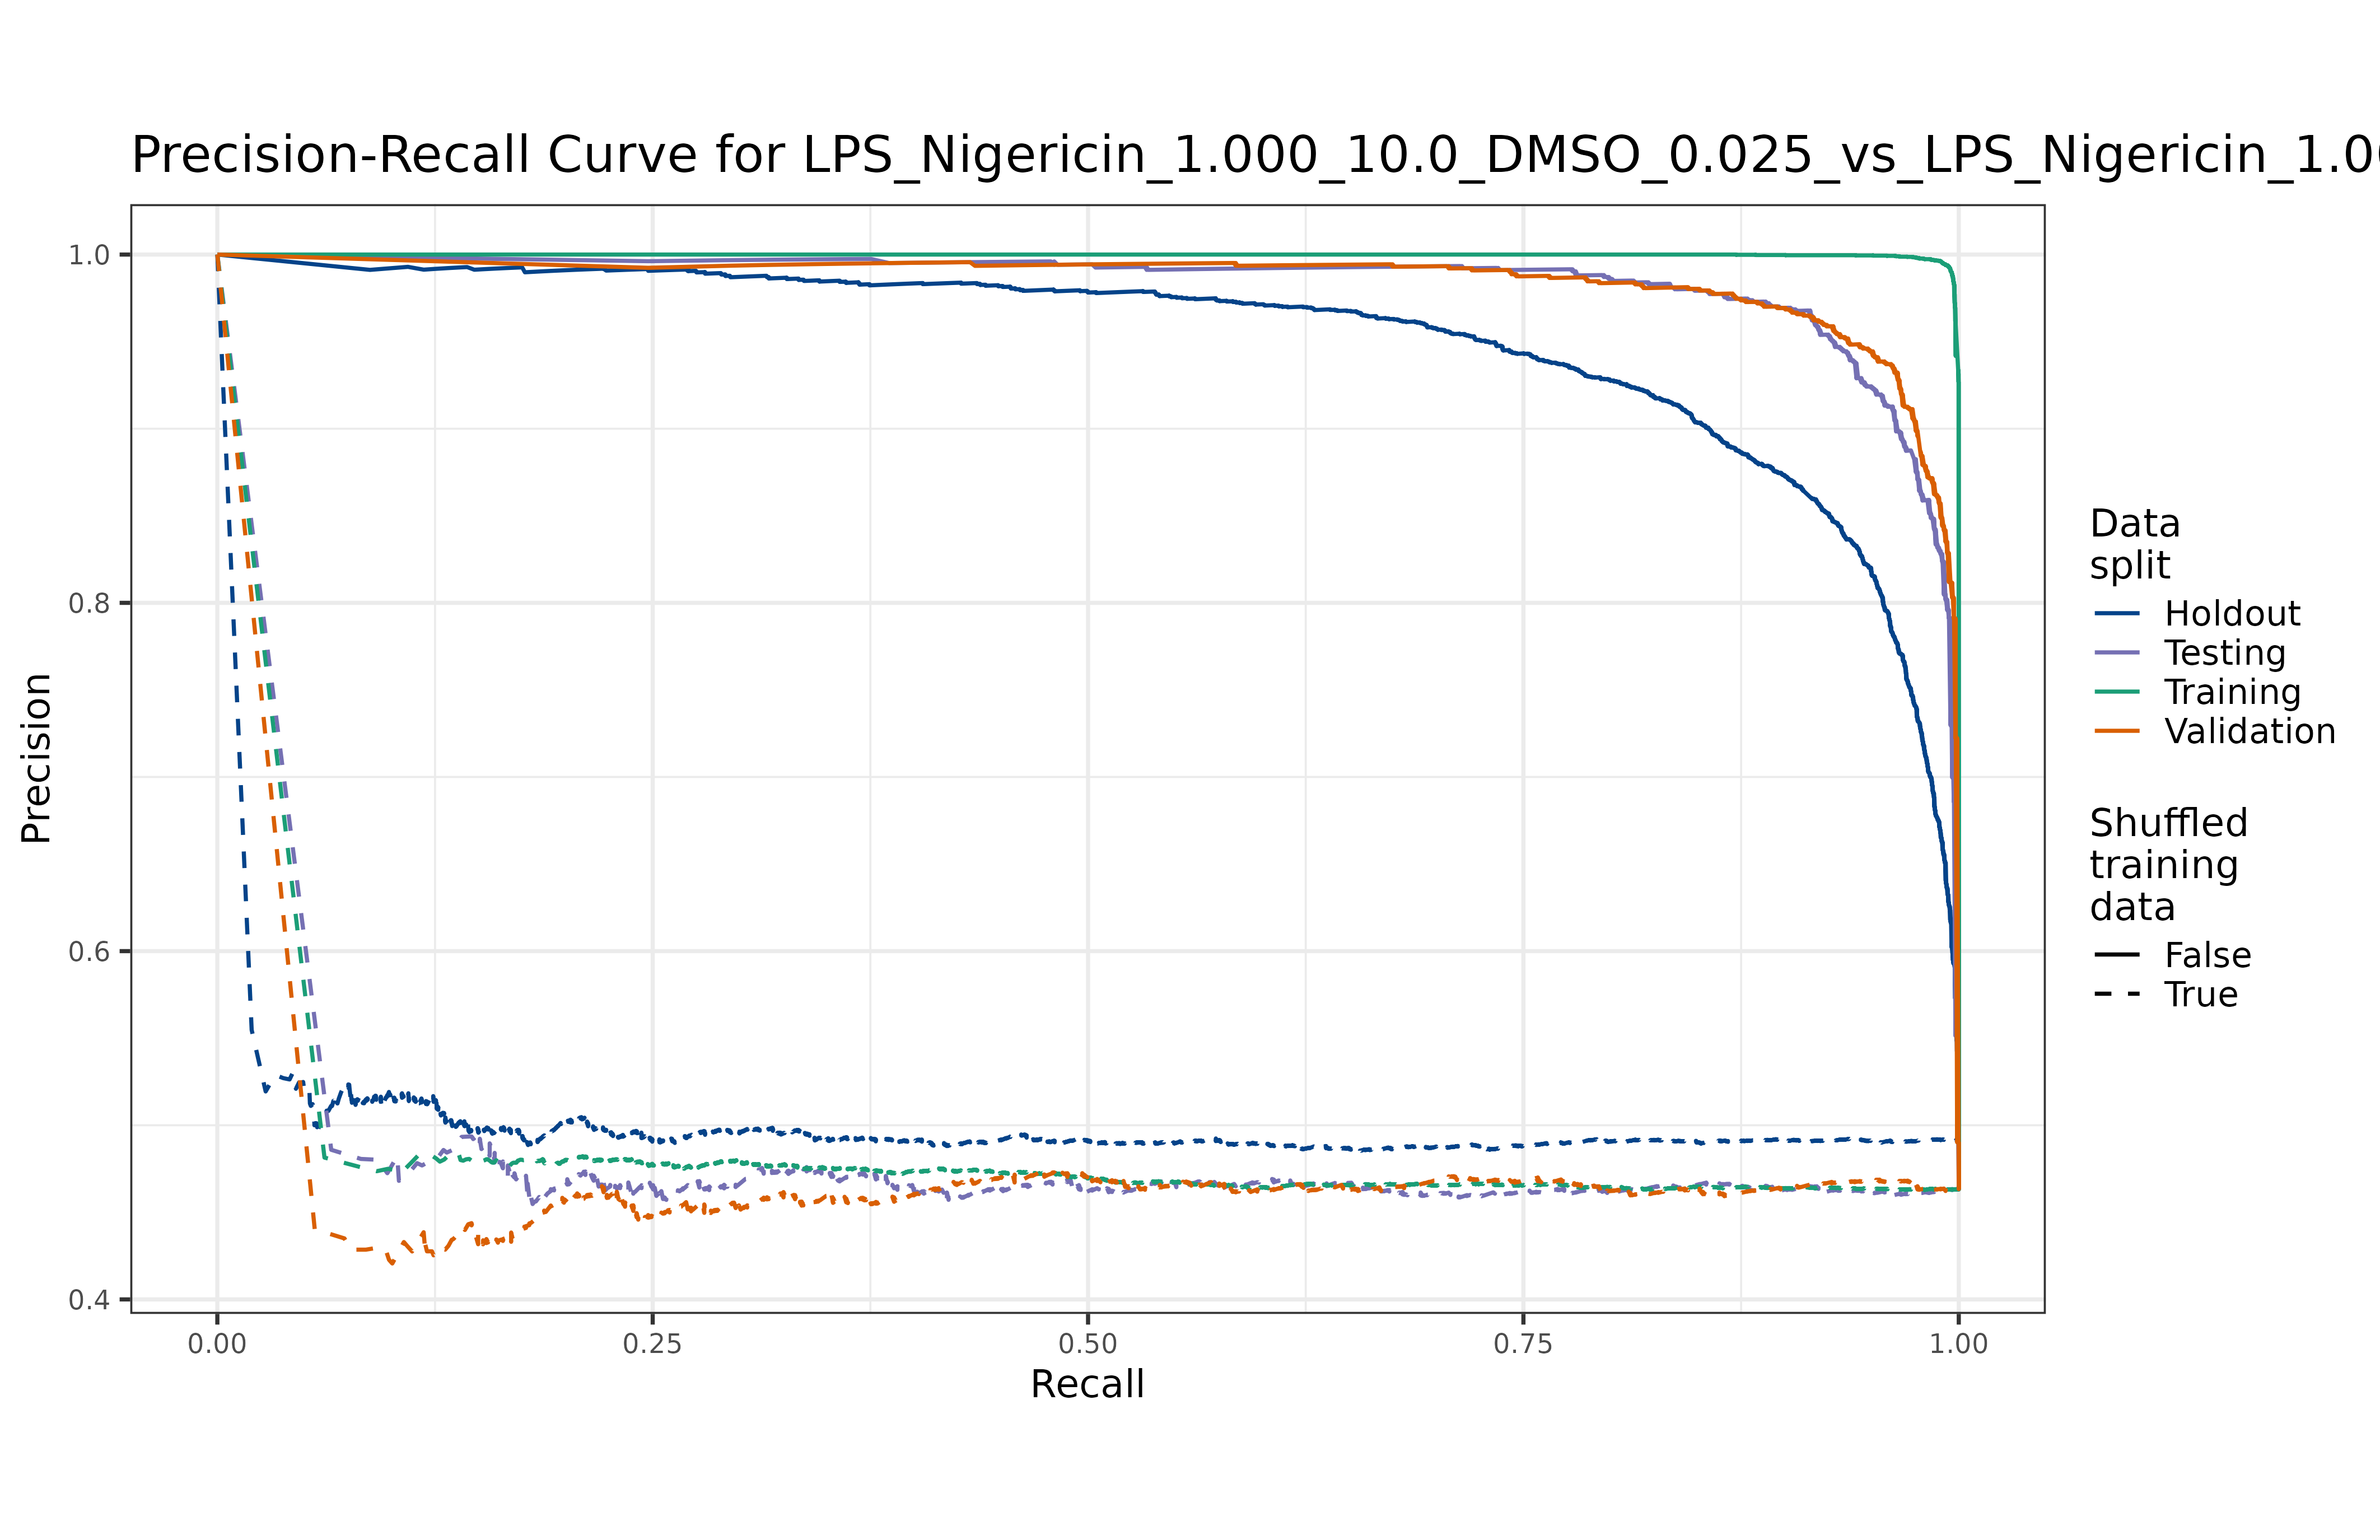 Precision-Recall Curve for LPS_Nigericin_1.000_10.0_DMSO_0.025_vs_LPS_Nigericin_1.0
1.0
0.8
0.6
0.4
Precision
0.00 0.25 0.50 0.75 1.00
Recall
Data
split
Holdout
Testing
Training
Validation
Shuffled
training
data
False
True